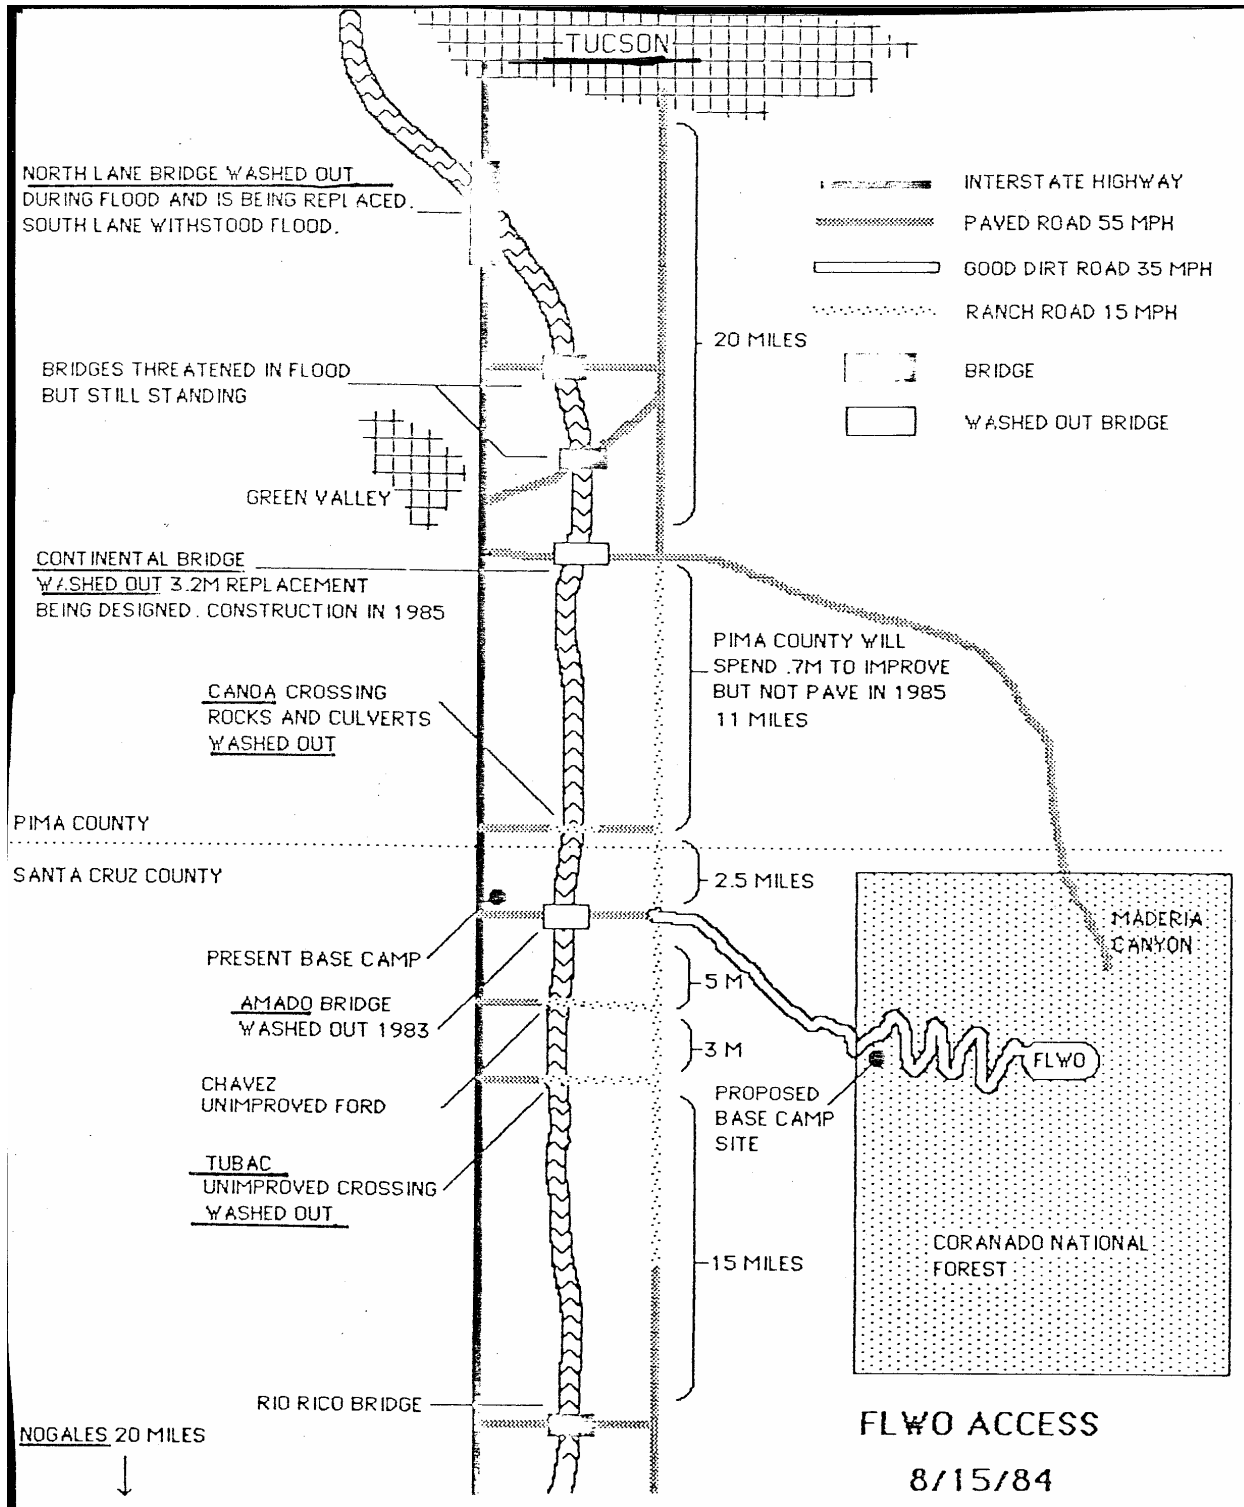 TUCSON
NORTH LANE BRIDGE WASHED OUT
DURING FLOOD AND IS BEING REPLACED.
SOUTH LANE WITHSTOOD FLOOD.
INTERSTATE HIGHWAY
PAVED ROAD 55 MPH
GOOD DIRT ROAD 35 MPH
RANCH ROAD 15 MPH
BRIDGE
WASHED OUT BRIDGE
20 MILES
BRIDGES THREATENED IN FLOOD
BUT STILL STANDING
GREEN VALLEY
CONTINENTAL BRIDGE
WASHED OUT 3.2M REPLACEMENT
BEING DESIGNED. CONSTRUCTION IN 1985
PIMA COUNTY WILL
SPEND .7M TO IMPROVE
BUT NOT PAVE IN 1985
11 MILES
CANOA CROSSING
ROCKS AND CULVERTS
WASHED OUT
PIMA COUNTY
SANTA CRUZ COUNTY
2.5 MILES
MADERIA
CANYON
PRESENT BASE CAMP
5 M
AMADO BRIDGE
WASHED OUT 1983
3 M
FLWO
CHAVEZ
UNIMPROVED FORD
PROPOSED
BASE CAMP
SITE
TUBAC
UNIMPROVED CROSSING
WASHED OUT
15 MILES
CORANADO NATIONAL
FOREST
RIO RICO BRIDGE
NOGALES 20 MILES
FLWO ACCESS
8/15/84